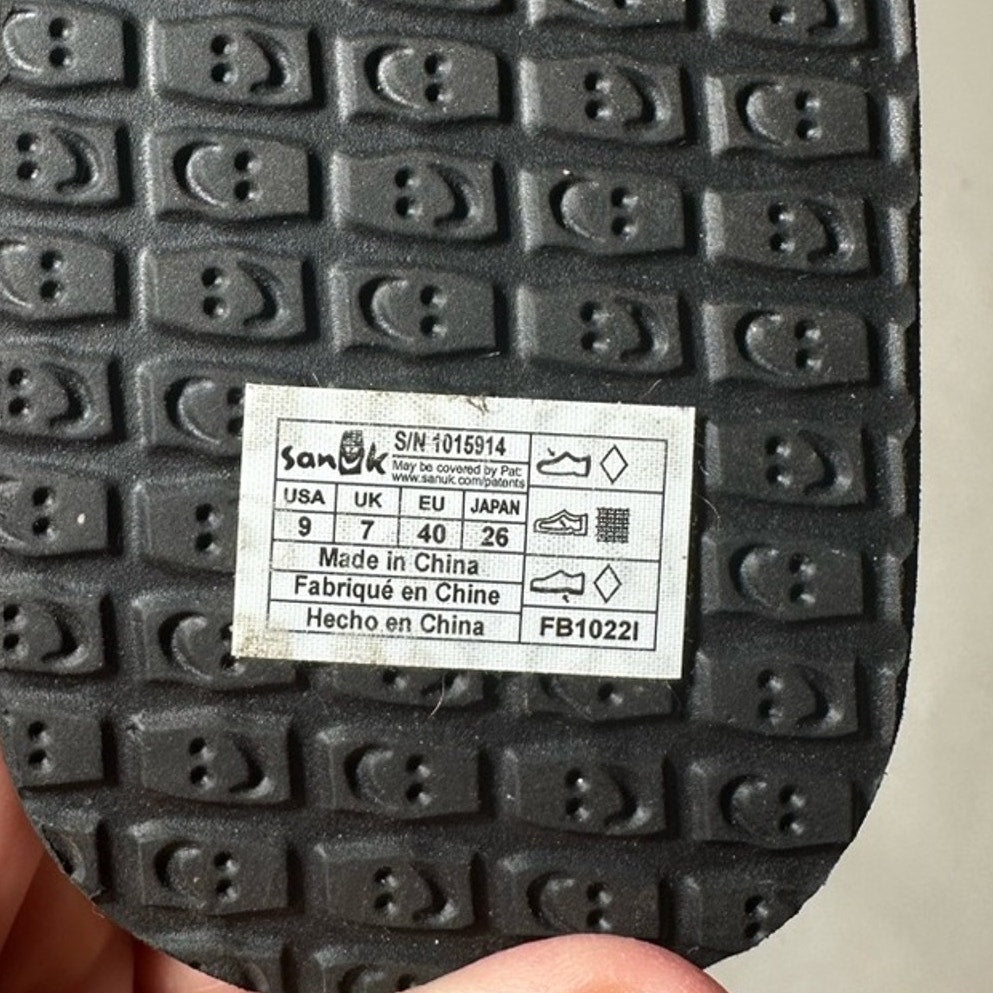 sanuk
S/N 1015914
May be covered by Pat:
www.sanuk.com/patents
USA UK EU JAPAN
9 7 40 26
Made in China
Fabriqué en Chine
Hecho en China
FB1022I